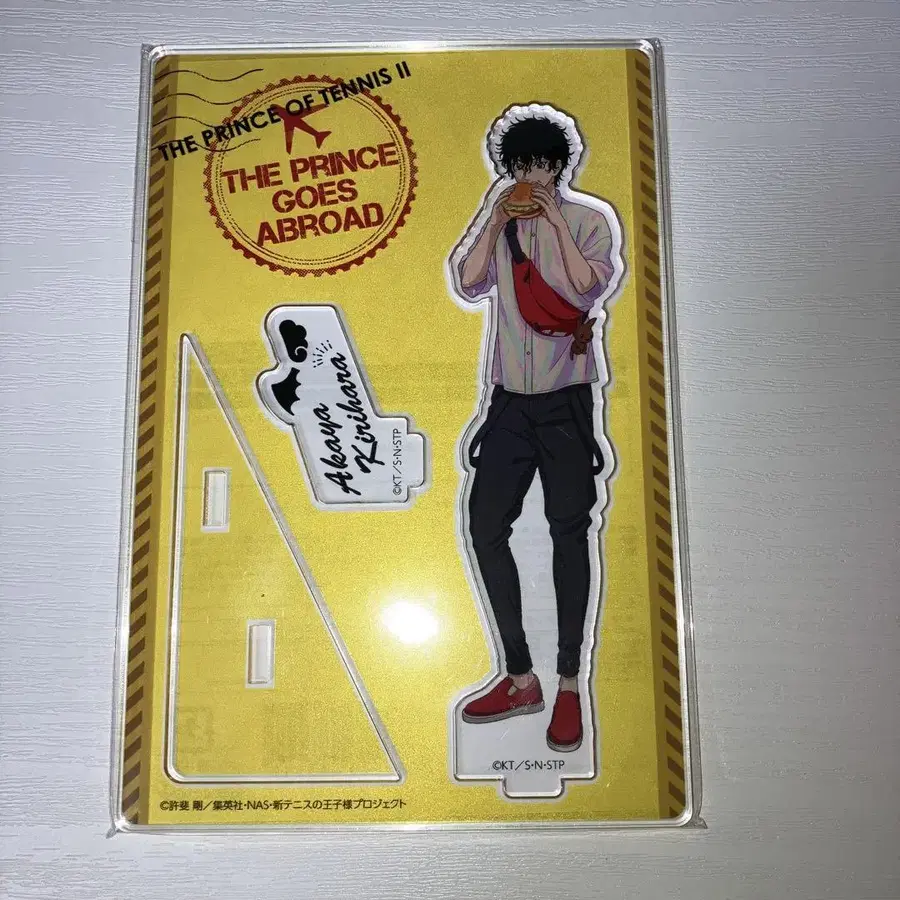 THE PRINCE OF TENNIS II
THE PRINCE
GOES
ABROAD
Akaya
Kirihara
©KT/S・N・STP
©KT/S・N・STP
©許斐 剛/集英社・NAS・新テニスの王子様プロジェクト